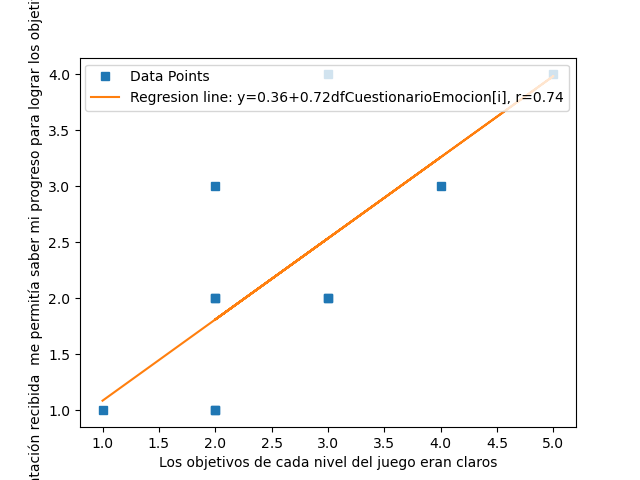 4.0
3.5
3.0
2.5
2.0
1.5
1.0
1.0 1.5 2.0 2.5 3.0 3.5 4.0 4.5 5.0
Data Points
Regresion line: y=0.36+0.72dfCuestionarioEmocion[i], r=0.74
Los objetivos de cada nivel del juego eran claros
recibida me permitía saber mi progreso para lograr los